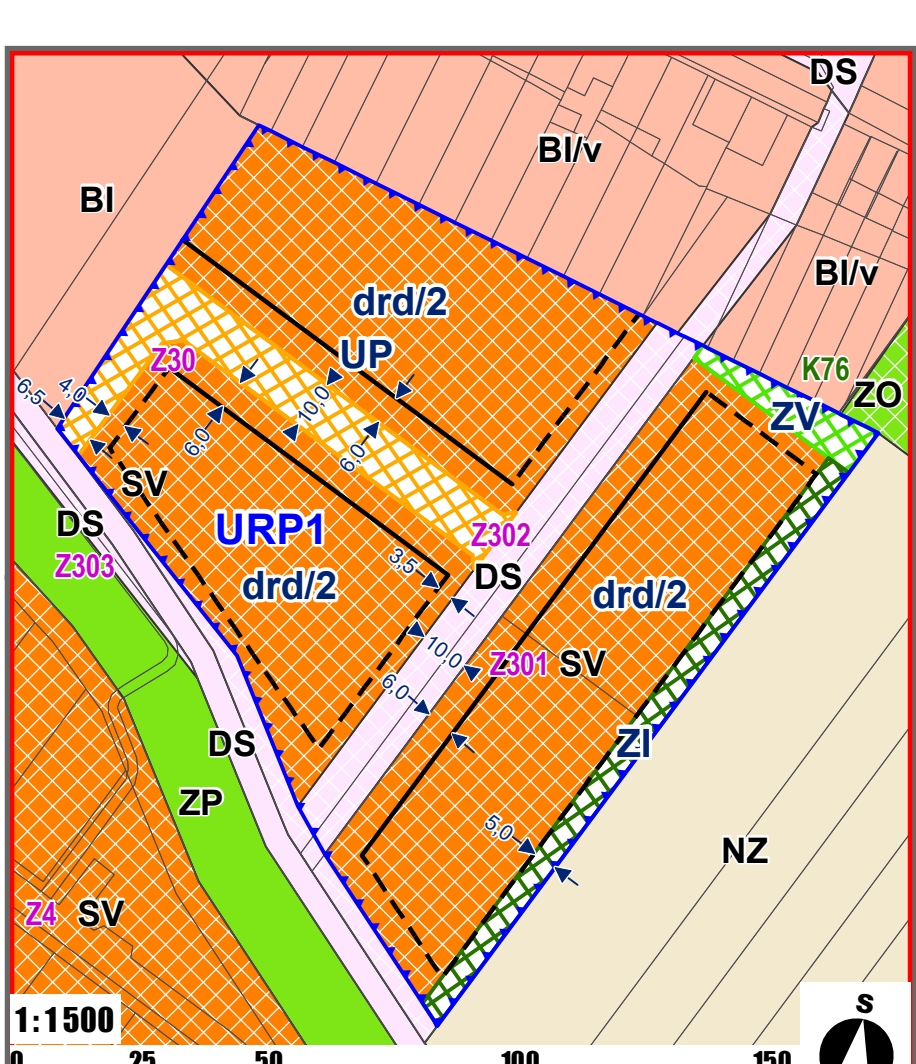 DS
BI/v
BI
BI/v
drd/2
UP
Z30
K76
ZO
ZV
6,5
4,0
10,0
6,0
6,0
SV
DS
URP1
Z302
Z303
3,5
DS
drd/2
drd/2
10,0
Z301 SV
6,0
DS
ZI
ZP
5,0
NZ
Z4 SV
1:1500
S
0 25 50 100 150